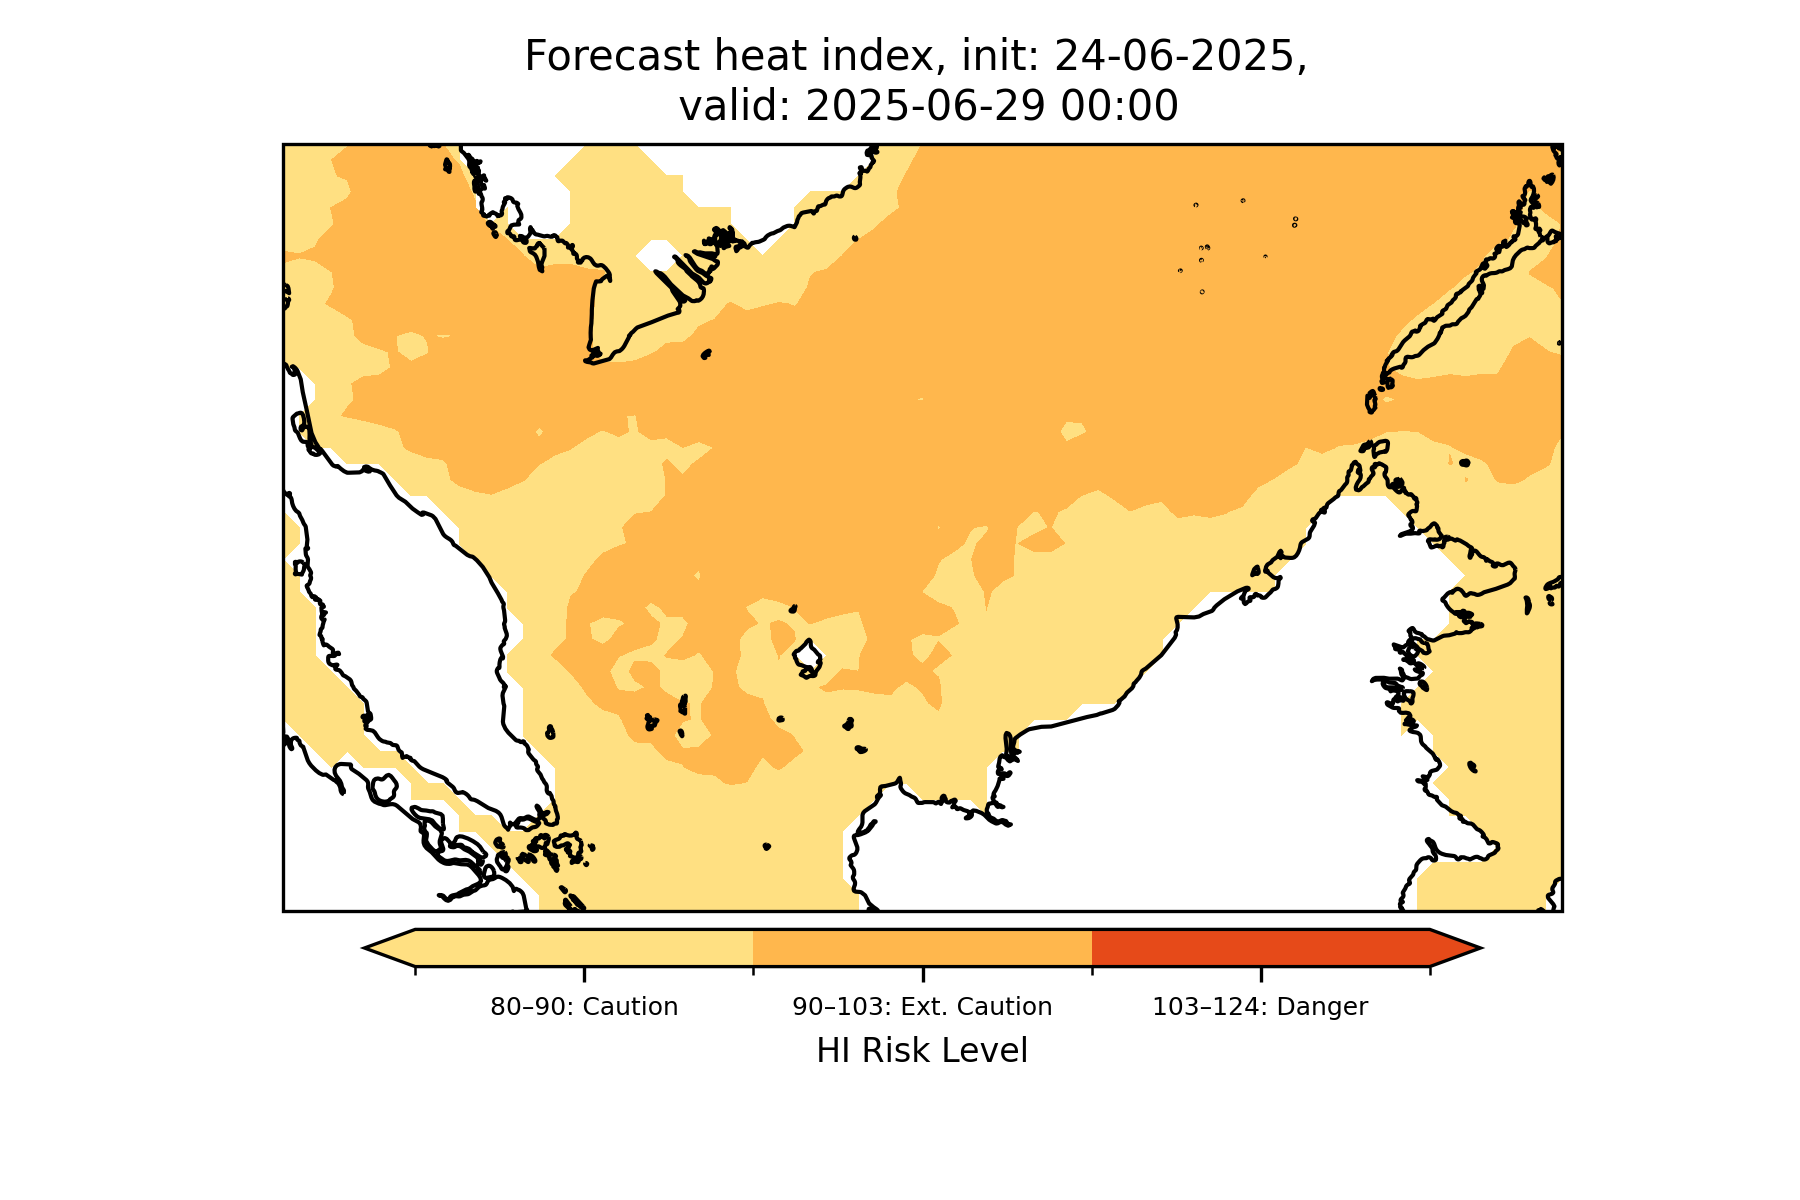 Forecast heat index, init: 24-06-2025,
valid: 2025-06-29 00:00
80–90: Caution
90–103: Ext. Caution
103–124: Danger
HI Risk Level